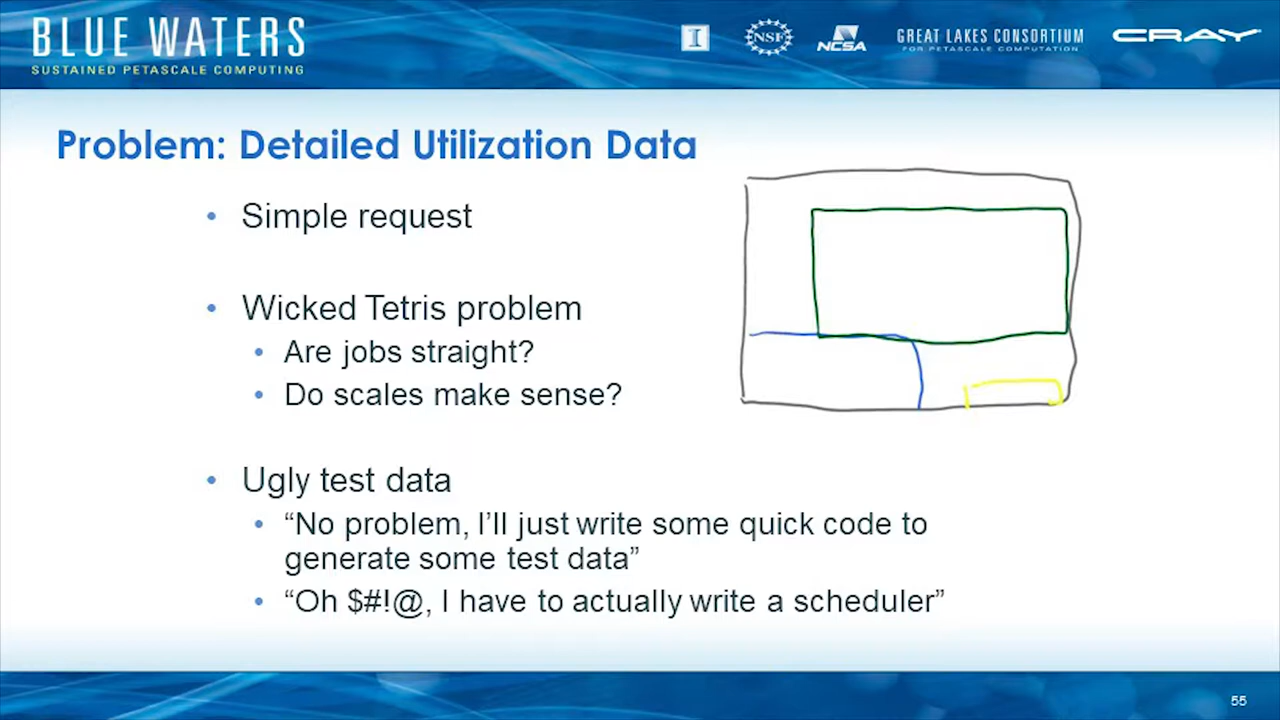 BLUE WATERS
SUSTAINED PETASCALE COMPUTING
I
NSF
NCSA
GREAT LAKES CONSORTIUM
FOR PETASCALE COMPUTATION
CRAY
Problem: Detailed Utilization Data
• Simple request
• Wicked Tetris problem
• Are jobs straight?
• Do scales make sense?
• Ugly test data
• “No problem, I’ll just write some quick code to
generate some test data”
• “Oh $#!@, I have to actually write a scheduler”
55